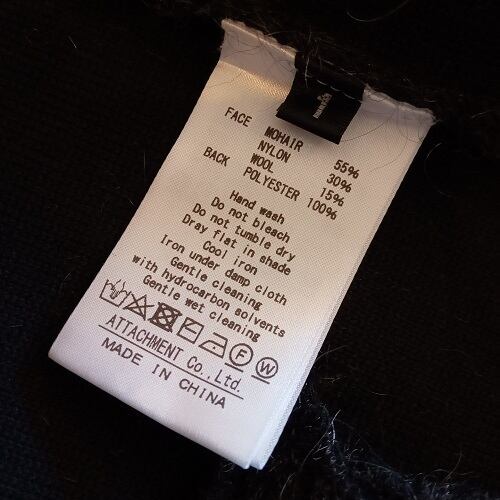 FACE MOHAIR 55%
NYLON 30%
WOOL 15%
BACK POLYESTER 100%
Hand wash
Do not bleach
Do not tumble dry
Dray flat in shade
Cool iron
Iron under damp cloth
Gentle cleaning
with hydrocarbon solvents
Gentle wet cleaning
F W
ATTACHMENT Co.,Ltd.
MADE IN CHINA